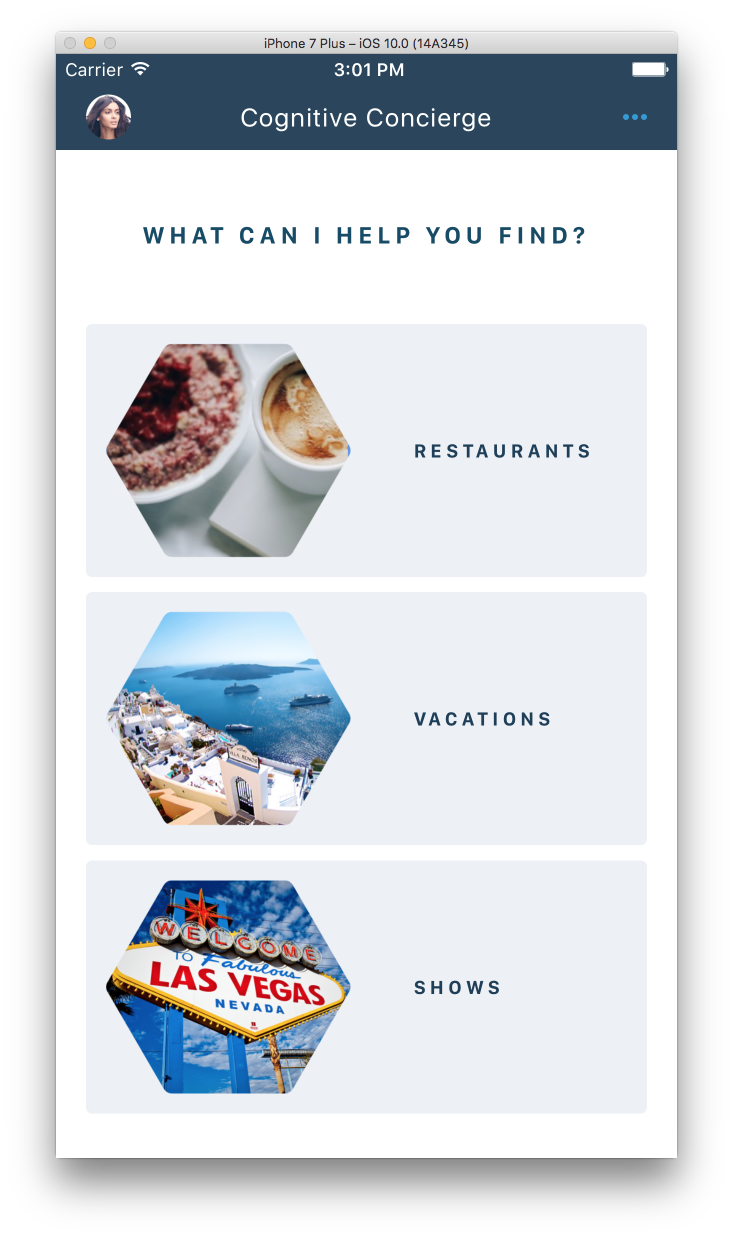 iPhone 7 Plus – iOS 10.0 (14A345)
Carrier 3:01 PM
Cognitive Concierge
WHAT CAN I HELP YOU FIND?
RESTAURANTS
VACATIONS
WELCOME
TO Fabulous
LAS VEGAS
NEVADA
SHOWS